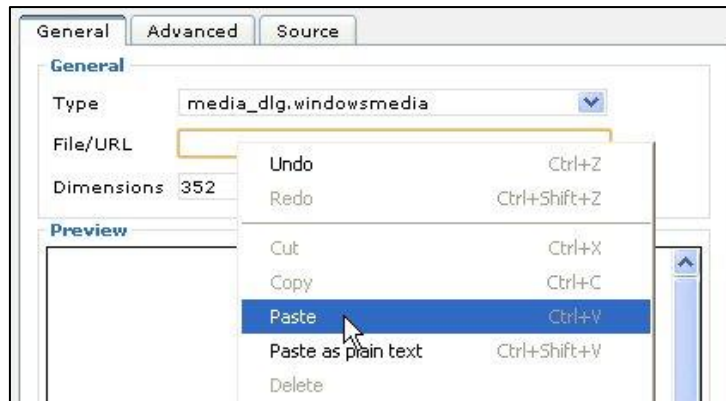 General Advanced Source
General
Type media_dlg.windowsmedia
File/URL
Undo Ctrl+Z
Dimensions 352
Redo Ctrl+Shift+Z
Preview
Cut Ctrl+X
Copy Ctrl+C
Paste Ctrl+V
Paste as plain text Ctrl+Shift+V
Delete